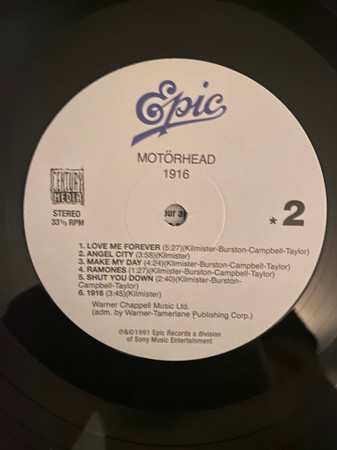 Epic
MOTÖRHEAD
1916
CENTURY
MEDIA
STEREO
33⅓ RPM
* 2
1. LOVE ME FOREVER (5:27)(Kilmister-Burston-Campbell-Taylor)
2. ANGEL CITY (3:58)(Kilmister)
3. MAKE MY DAY (4:24)(Kilmister-Burston-Campbell-Taylor)
4. RAMONES (1:27)(Kilmister-Burston-Campbell-Taylor)
5. SHUT YOU DOWN (2:40)(Kilmister-Burston-
Campbell-Taylor)
6. 1916 (3:45)(Kilmister)
Warner Chappell Music Ltd.
(adm. by Warner-Tamerlane Publishing Corp.)
℗&©1991 Epic Records a division
of Sony Music Entertainment